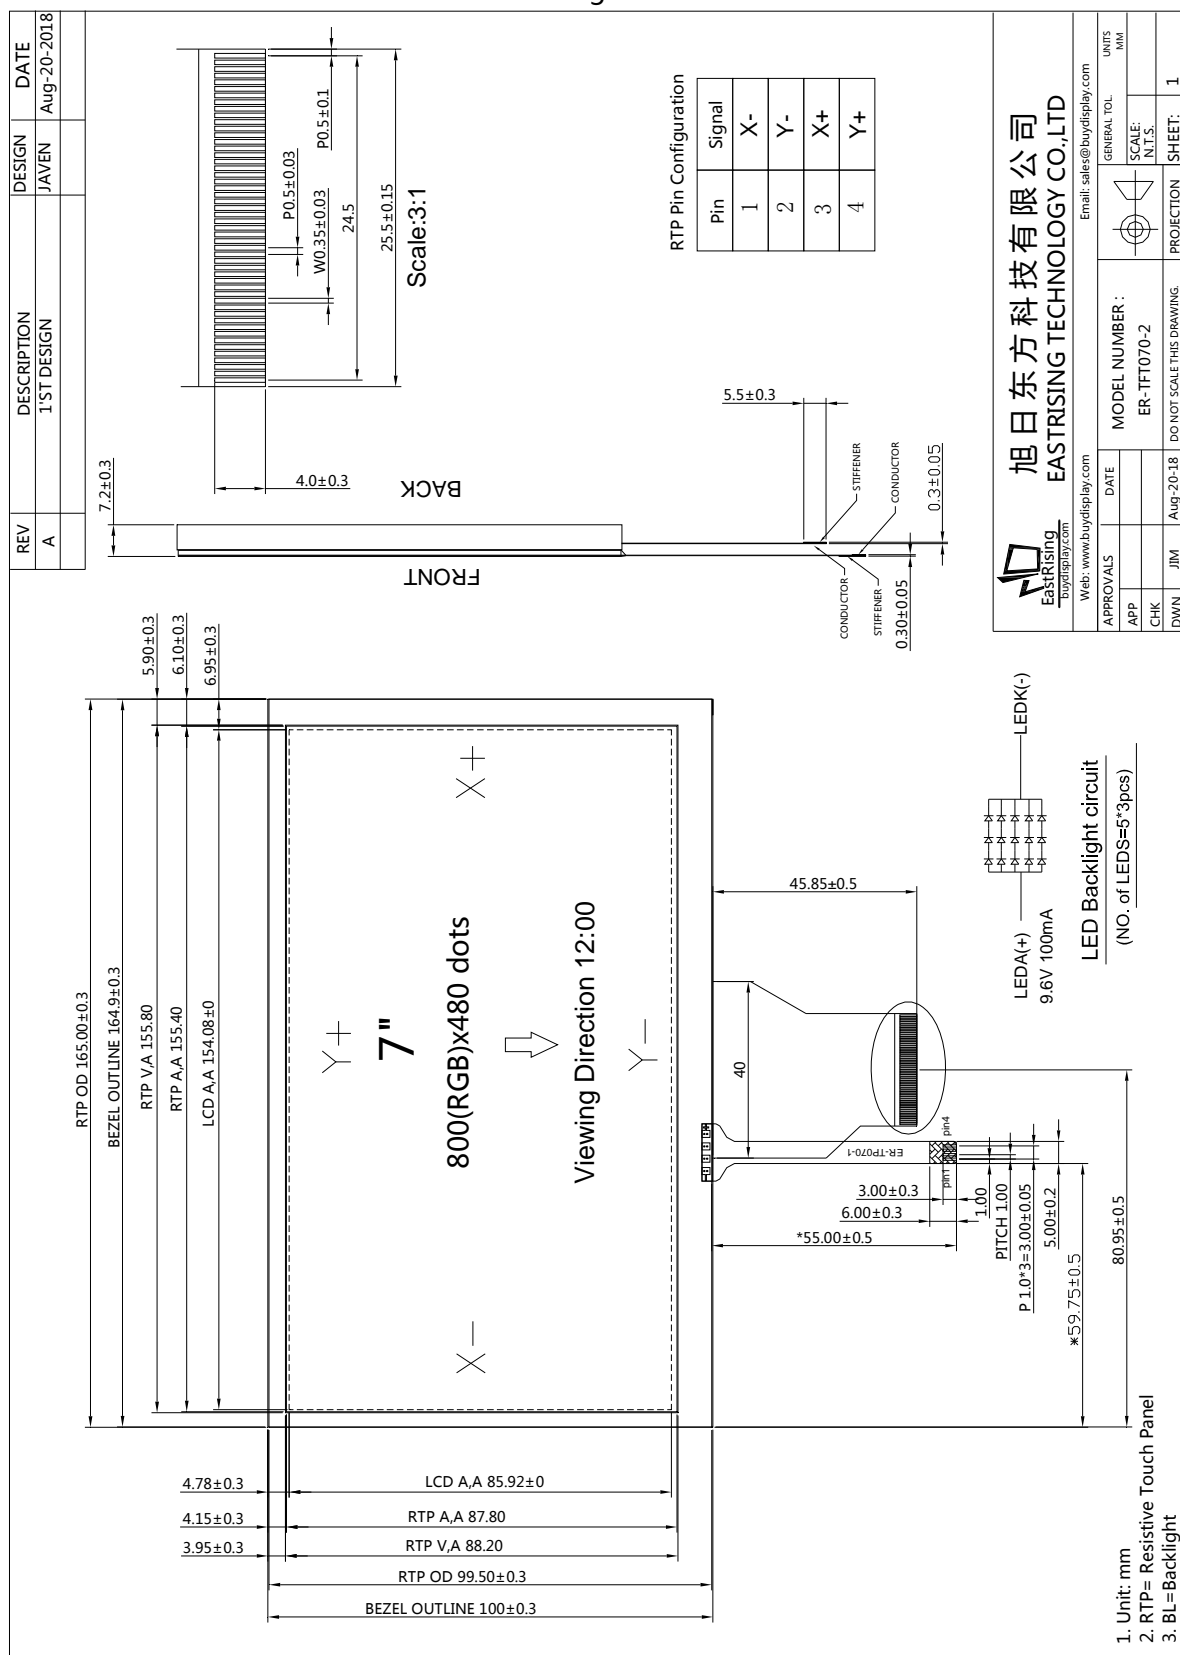 REV DESCRIPTION DESIGN DATE
A 1'ST DESIGN JAVEN Aug-20-2018
RTP OD 165.00±0.3
BEZEL OUTLINE 164.9±0.3
RTP V,A 155.80
RTP A,A 155.40
LCD A,A 154.08±0
5.90±0.3
6.10±0.3
6.95±0.3
4.78±0.3
4.15±0.3
3.95±0.3
LCD A,A 85.92±0
RTP A,A 87.80
RTP V,A 88.20
RTP OD 99.50±0.3
BEZEL OUTLINE 100±0.3
Y+
7"
800(RGB)x480 dots
X-
X+
Viewing Direction 12:00
Y-
40
45.85±0.5
ER-TP070-1
pin1
pin4
3.00±0.3
6.00±0.3
*55.00±0.5
1.00
PITCH 1.00
P 1.0*3=3.00±0.05
5.00±0.2
*59.75±0.5
80.95±0.5
7.2±0.3
FRONT
BACK
5.5±0.3
CONDUCTOR
STIFFENER
STIFFENER
CONDUCTOR
0.30±0.05
0.3±0.05
4.0±0.3
P0.5±0.1
P0.5±0.03
W0.35±0.03
24.5
25.5±0.15
Scale:3:1
RTP Pin Configuration
Pin Signal
1 X-
2 Y-
3 X+
4 Y+
LEDA(+)
LEDK(-)
9.6V 100mA
LED Backlight circuit
(NO. of LEDS=5*3pcs)
1. Unit: mm
2. RTP= Resistive Touch Panel
3. BL=Backlight
EastRising
buydisplay.com
旭日东方科技有限公司
EASTRISING TECHNOLOGY CO.,LTD
Web: www.buydisplay.com Email: sales@buydisplay.com
APPROVALS DATE
APP
CHK
DWN JIM Aug-20-18
MODEL NUMBER :
ER-TFT070-2
DO NOT SCALE THIS DRAWING.
PROJECTION
GENERAL TOL. UNITS
MM
SCALE:
N.T.S.
SHEET: 1